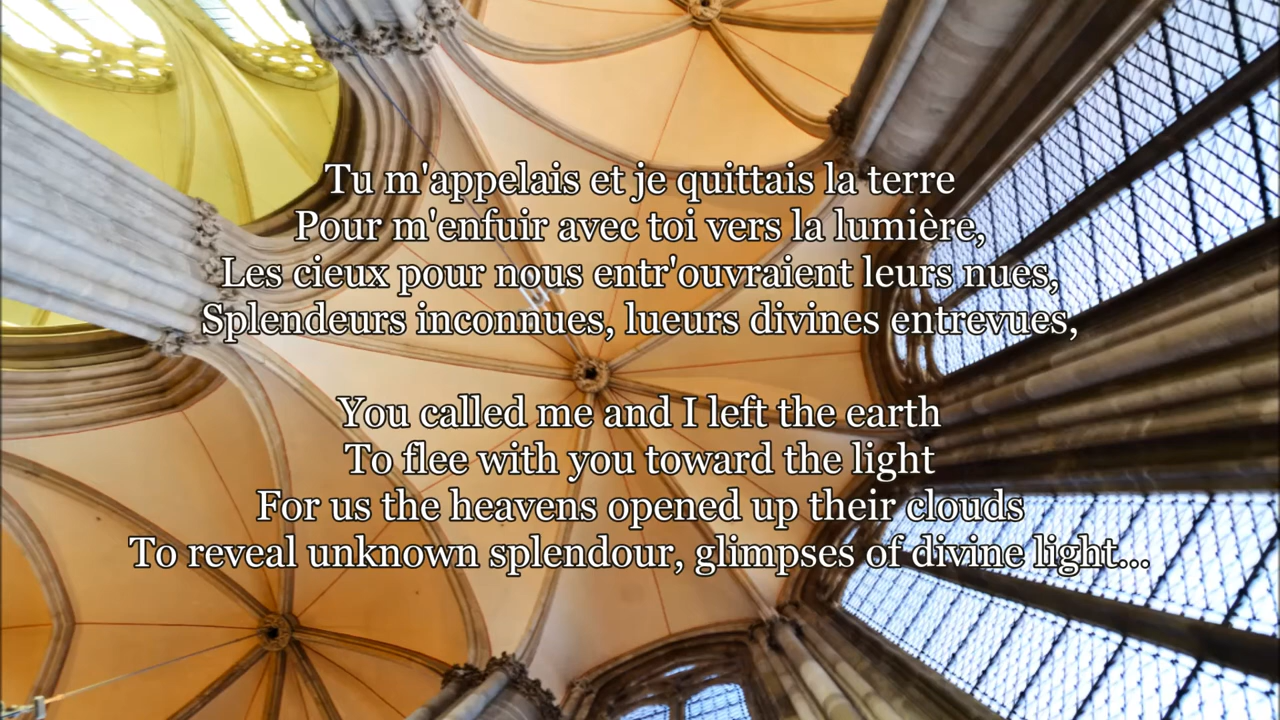 Tu m'appelais et je quittais la terre
Pour m'enfuir avec toi vers la lumière,
Les cieux pour nous entr'ouvraient leurs nues,
Splendeurs inconnues, lueurs divines entrevues,
You called me and I left the earth
To flee with you toward the light
For us the heavens opened up their clouds
To reveal unknown splendour, glimpses of divine light...